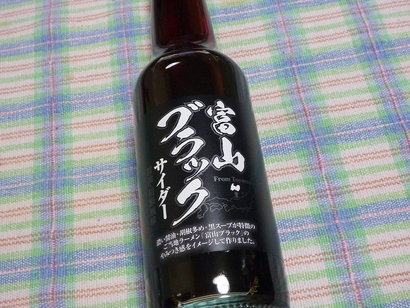 富山
ブラック
サイダー
From
濃い醤油・胡椒多め・黒スープが特徴の
ご当地ラーメン「富山ブラック」の
イメージして作りました。